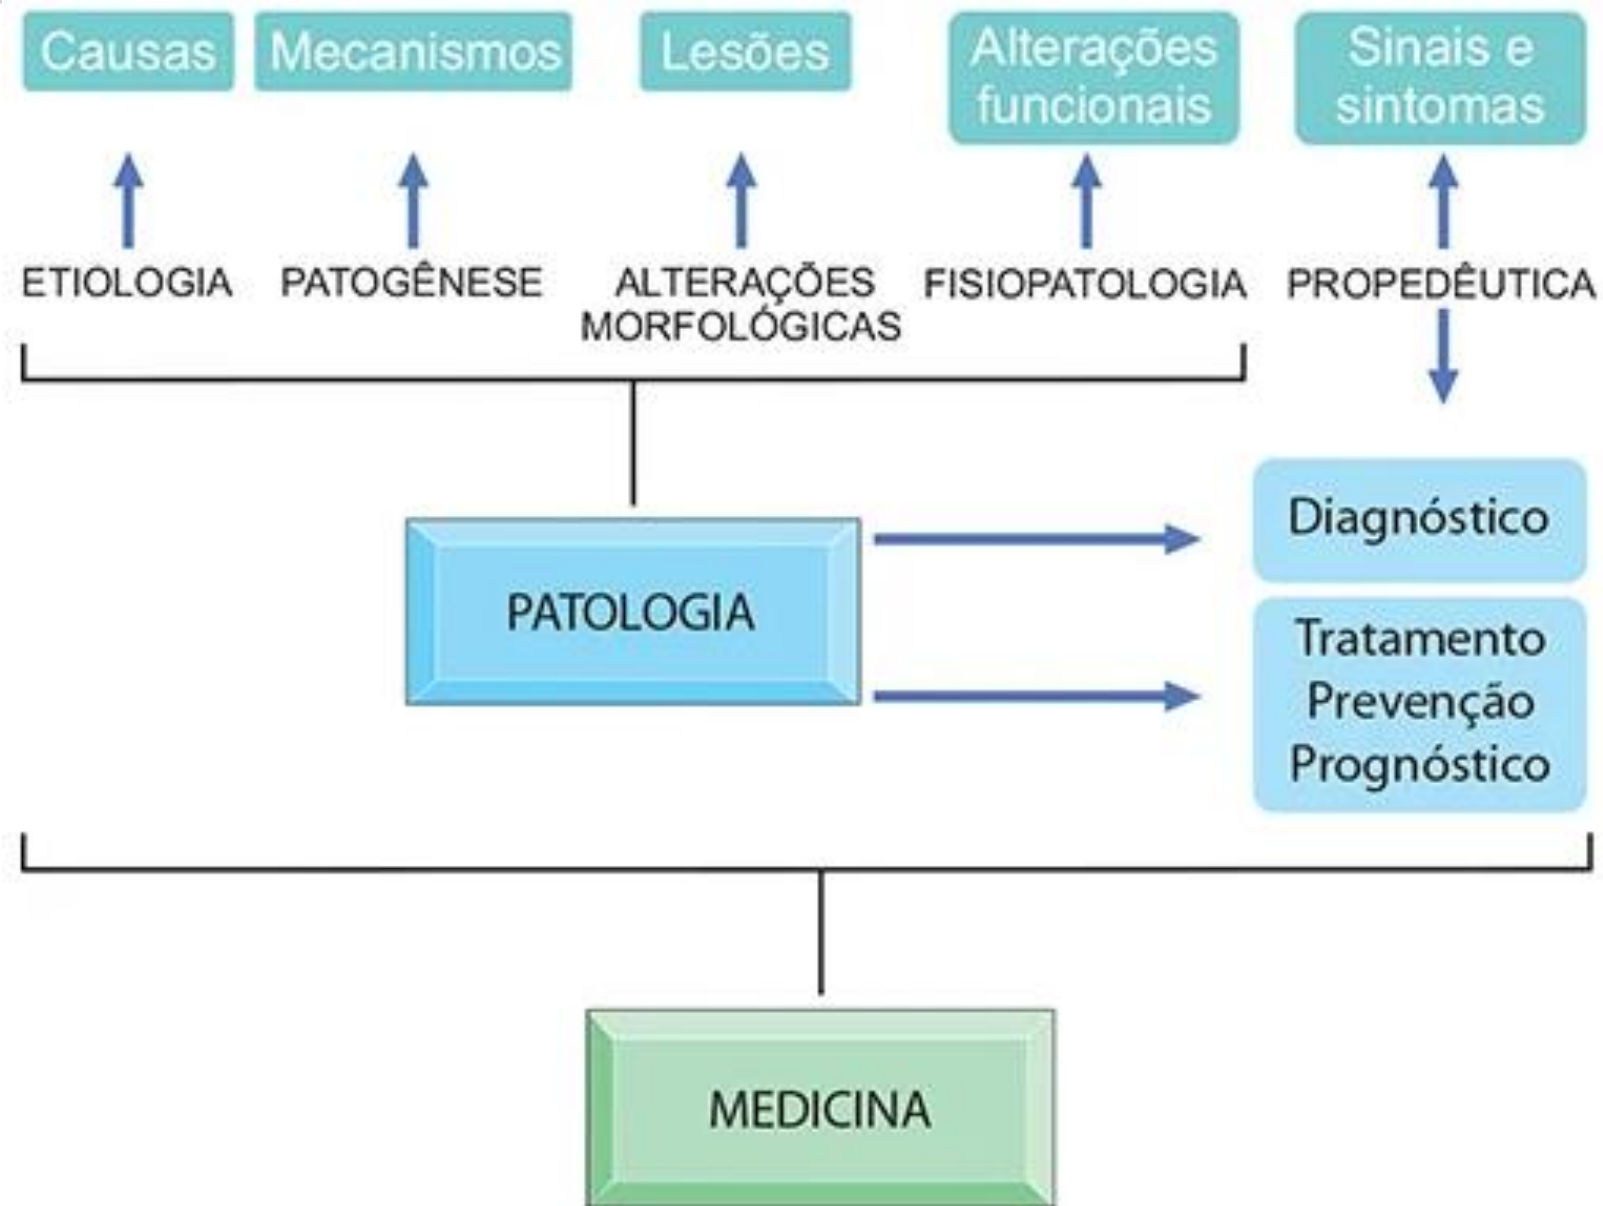 Causas
Mecanismos
Lesões
Alterações
funcionais
Sinais e
sintomas
ETIOLOGIA
PATOGÊNESE
ALTERAÇÕES
MORFOLÓGICAS
FISIOPATOLOGIA
PROPEDÊUTICA
PATOLOGIA
Diagnóstico
Tratamento
Prevenção
Prognóstico
MEDICINA